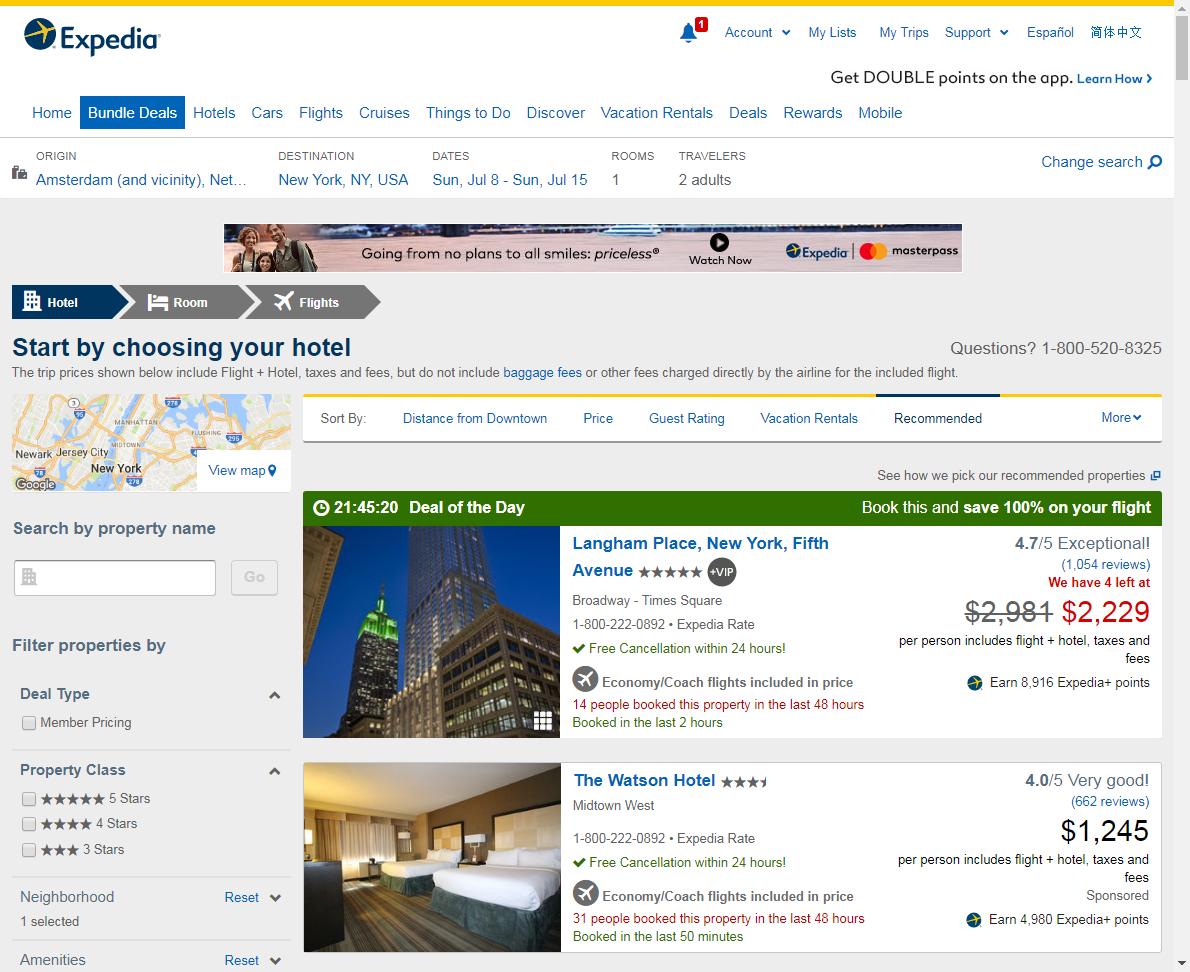 Expedia
1
Account
My Lists
My Trips
Support
Español
简体中文
Get DOUBLE points on the app. Learn How
Home
Bundle Deals
Hotels
Cars
Flights
Cruises
Things to Do
Discover
Vacation Rentals
Deals
Rewards
Mobile
ORIGIN
Amsterdam (and vicinity), Net...
DESTINATION
New York, NY, USA
DATES
Sun, Jul 8 - Sun, Jul 15
ROOMS
1
TRAVELERS
2 adults
Change search
Going from no plans to all smiles: priceless®
Watch Now
Expedia
masterpass
Hotel
Room
Flights
Start by choosing your hotel
Questions? 1-800-520-8325
The trip prices shown below include Flight + Hotel, taxes and fees, but do not include baggage fees or other fees charged directly by the airline for the included flight.
3
278
95
MANHATTAN
FLUSHING
295
MIDTOWN
Newark
Jersey City
New York
78
278
Google
View map
Sort By:
Distance from Downtown
Price
Guest Rating
Vacation Rentals
Recommended
More
See how we pick our recommended properties
Search by property name
Go
Filter properties by
Deal Type
Member Pricing
Property Class
5 Stars
4 Stars
3 Stars
Neighborhood
Reset
1 selected
Amenities
Reset
21:45:20 Deal of the Day
Book this and save 100% on your flight
Langham Place, New York, Fifth
Avenue
+VIP
Broadway - Times Square
1-800-222-0892 • Expedia Rate
Free Cancellation within 24 hours!
Economy/Coach flights included in price
14 people booked this property in the last 48 hours
Booked in the last 2 hours
4.7/5 Exceptional!
(1,054 reviews)
We have 4 left at
$2,981 $2,229
per person includes flight + hotel, taxes and
fees
Earn 8,916 Expedia+ points
The Watson Hotel
Midtown West
1-800-222-0892 • Expedia Rate
Free Cancellation within 24 hours!
Economy/Coach flights included in price
31 people booked this property in the last 48 hours
Booked in the last 50 minutes
4.0/5 Very good!
(662 reviews)
$1,245
per person includes flight + hotel, taxes and
fees
Sponsored
Earn 4,980 Expedia+ points